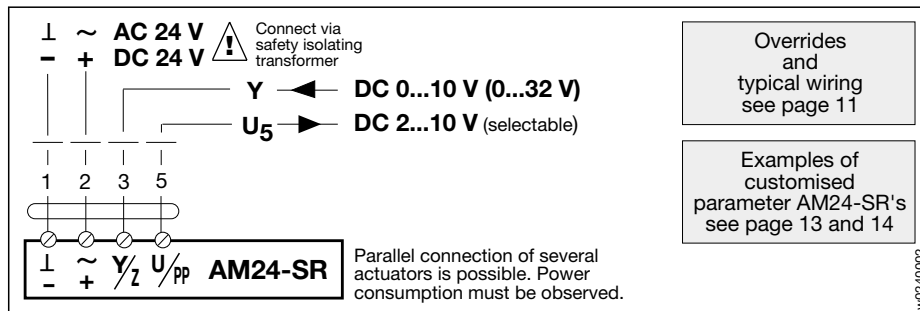 ⊥ ~ AC 24 V
– + DC 24 V
! Connect via
safety isolating
transformer
Y DC 0...10 V (0...32 V)
U5 DC 2...10 V (selectable)
1 2 3 5
⊥ ~ Y/Z U/PP AM24-SR
– +
Parallel connection of several
actuators is possible. Power
consumption must be observed.
Overrides
and
typical wiring
see page 11
Examples of
customised
parameter AM24-SR's
see page 13 and 14